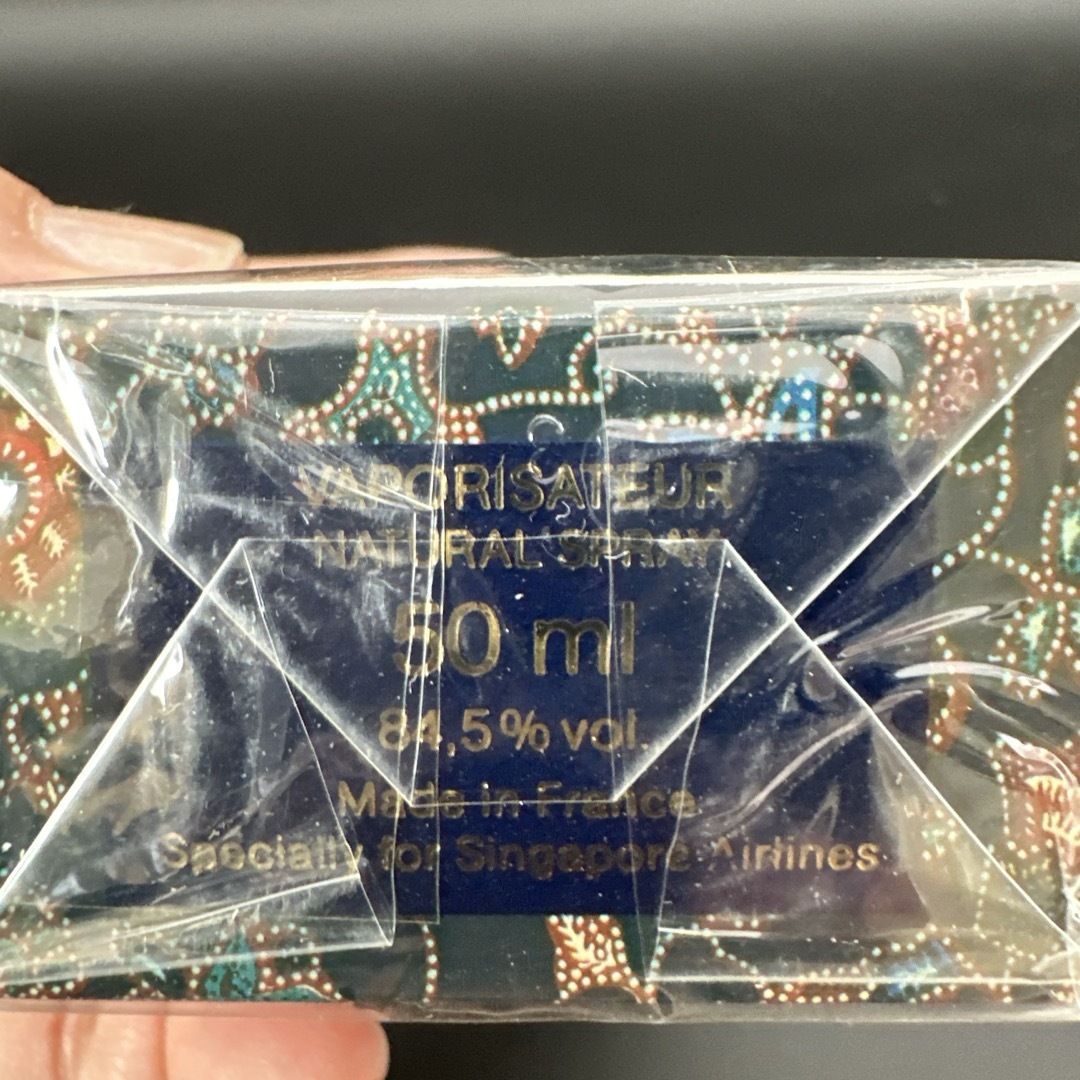 VAPORISATEUR
NATURAL SPRAY
50 ml
84,5% vol.
Made in France
Specially for Singapore Airlines